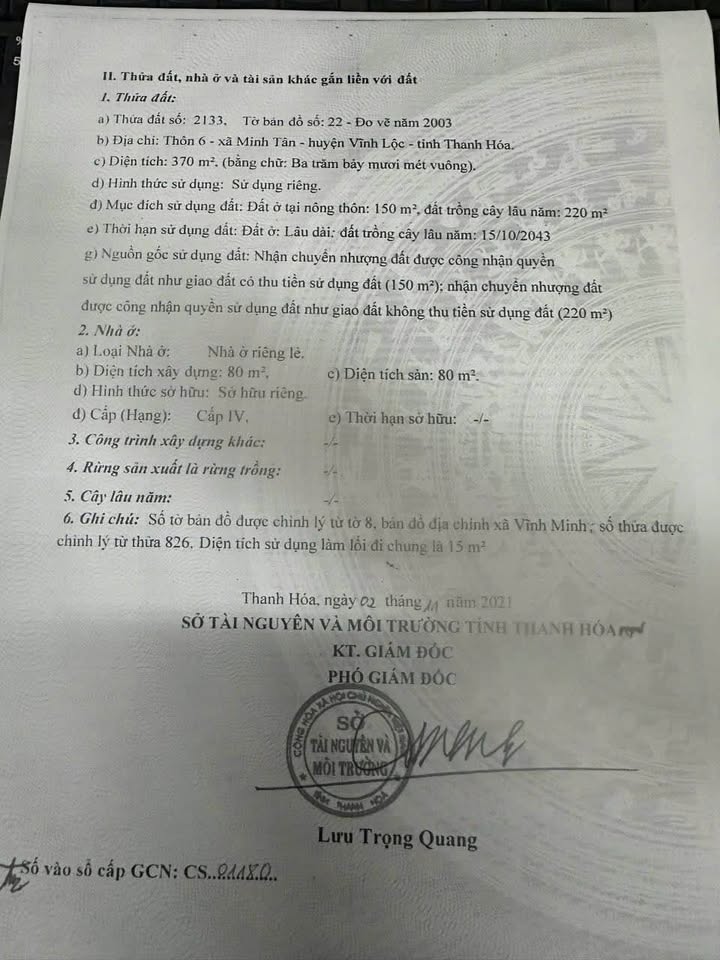 II. Thửa đất, nhà ở và tài sản khác gắn liền với đất
1. Thửa đất:
a) Thửa đất số: 2133, Tờ bản đồ số: 22 - Đo vẽ năm 2003
b) Địa chỉ: Thôn 6 - xã Minh Tân - huyện Vĩnh Lộc - tỉnh Thanh Hóa.
c) Diện tích: 370 m². (bằng chữ: Ba trăm bảy mươi mét vuông).
d) Hình thức sử dụng: Sử dụng riêng.
đ) Mục đích sử dụng đất: Đất ở tại nông thôn: 150 m², đất trồng cây lâu năm: 220 m²
e) Thời hạn sử dụng đất: Đất ở: Lâu dài; đất trồng cây lâu năm: 15/10/2043
g) Nguồn gốc sử dụng đất: Nhận chuyển nhượng đất được công nhận quyền
sử dụng đất như giao đất có thu tiền sử dụng đất (150 m²); nhận chuyển nhượng đất
được công nhận quyền sử dụng đất như giao đất không thu tiền sử dụng đất (220 m²)
2. Nhà ở:
a) Loại Nhà ở: Nhà ở riêng lẻ.
b) Diện tích xây dựng: 80 m², c) Diện tích sàn: 80 m².
d) Hình thức sở hữu: Sở hữu riêng.
đ) Cấp (Hạng): Cấp IV. e) Thời hạn sở hữu: -/-
3. Công trình xây dựng khác: -/-
4. Rừng sản xuất là rừng trồng: -/-
5. Cây lâu năm: -/-
6. Ghi chú: Số tờ bản đồ được chỉnh lý từ tờ 8, bản đồ địa chính xã Vĩnh Minh; số thửa được
chỉnh lý từ thửa 826. Diện tích sử dụng làm lối đi chung là 15 m²
Thanh Hóa, ngày 02 tháng 11 năm 2021
SỞ TÀI NGUYÊN VÀ MÔI TRƯỜNG TỈNH THANH HÓA
KT. GIÁM ĐỐC
PHÓ GIÁM ĐỐC
CỘNG HÒA XÃ HỘI CHỦ NGHĨA VIỆT NAM
SỞ
TÀI NGUYÊN VÀ
MÔI TRƯỜNG
TỈNH THANH HÓA
Lưu Trọng Quang
Số vào sổ cấp GCN: CS..01180..